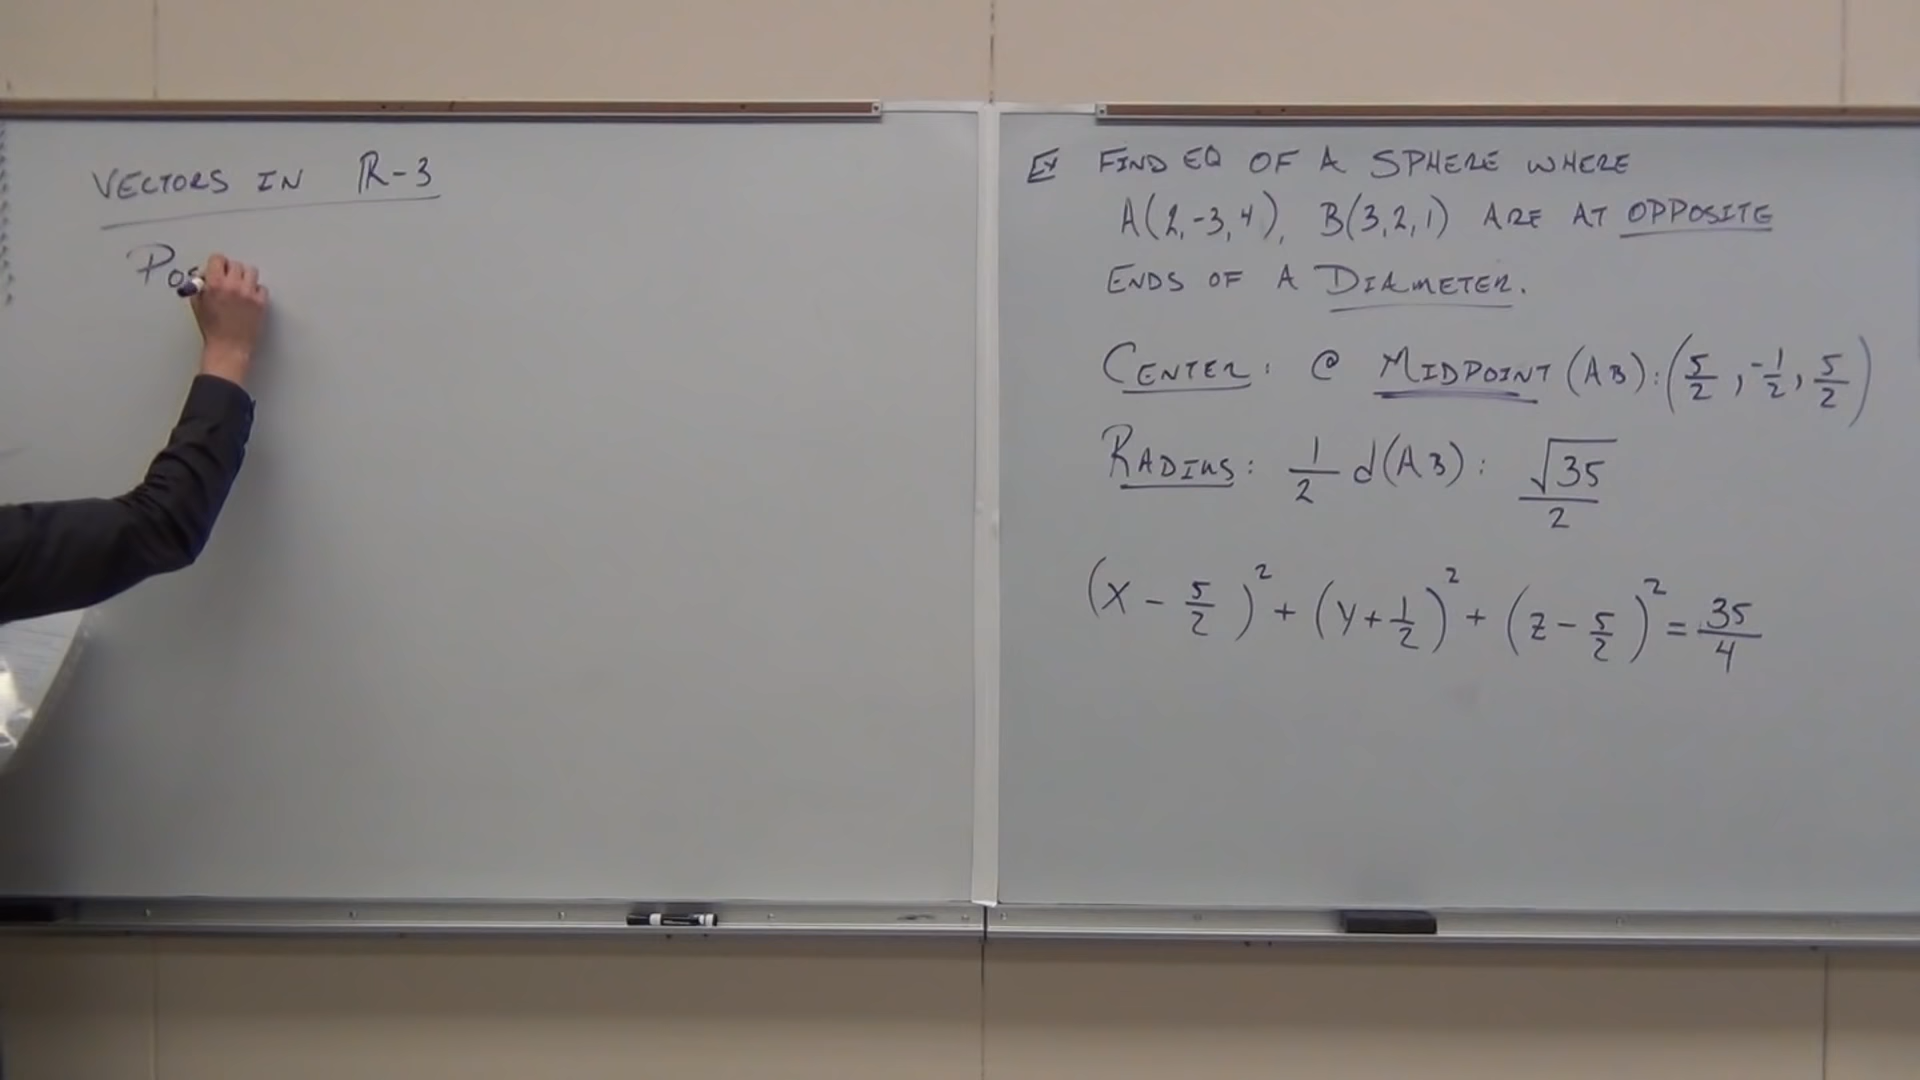 VECTORS IN R-3
Pos
Ex FIND EQ OF A SPHERE WHERE
A(2,-3,4), B(3,2,1) ARE AT OPPOSITE
ENDS OF A DIAMETER.
CENTER: @ MIDPOINT (AB): (5/2, -1/2, 5/2)
RADIUS: 1/2 d(AB): √35/2
(x - 5/2)² + (y + 1/2)² + (z - 5/2)² = 35/4